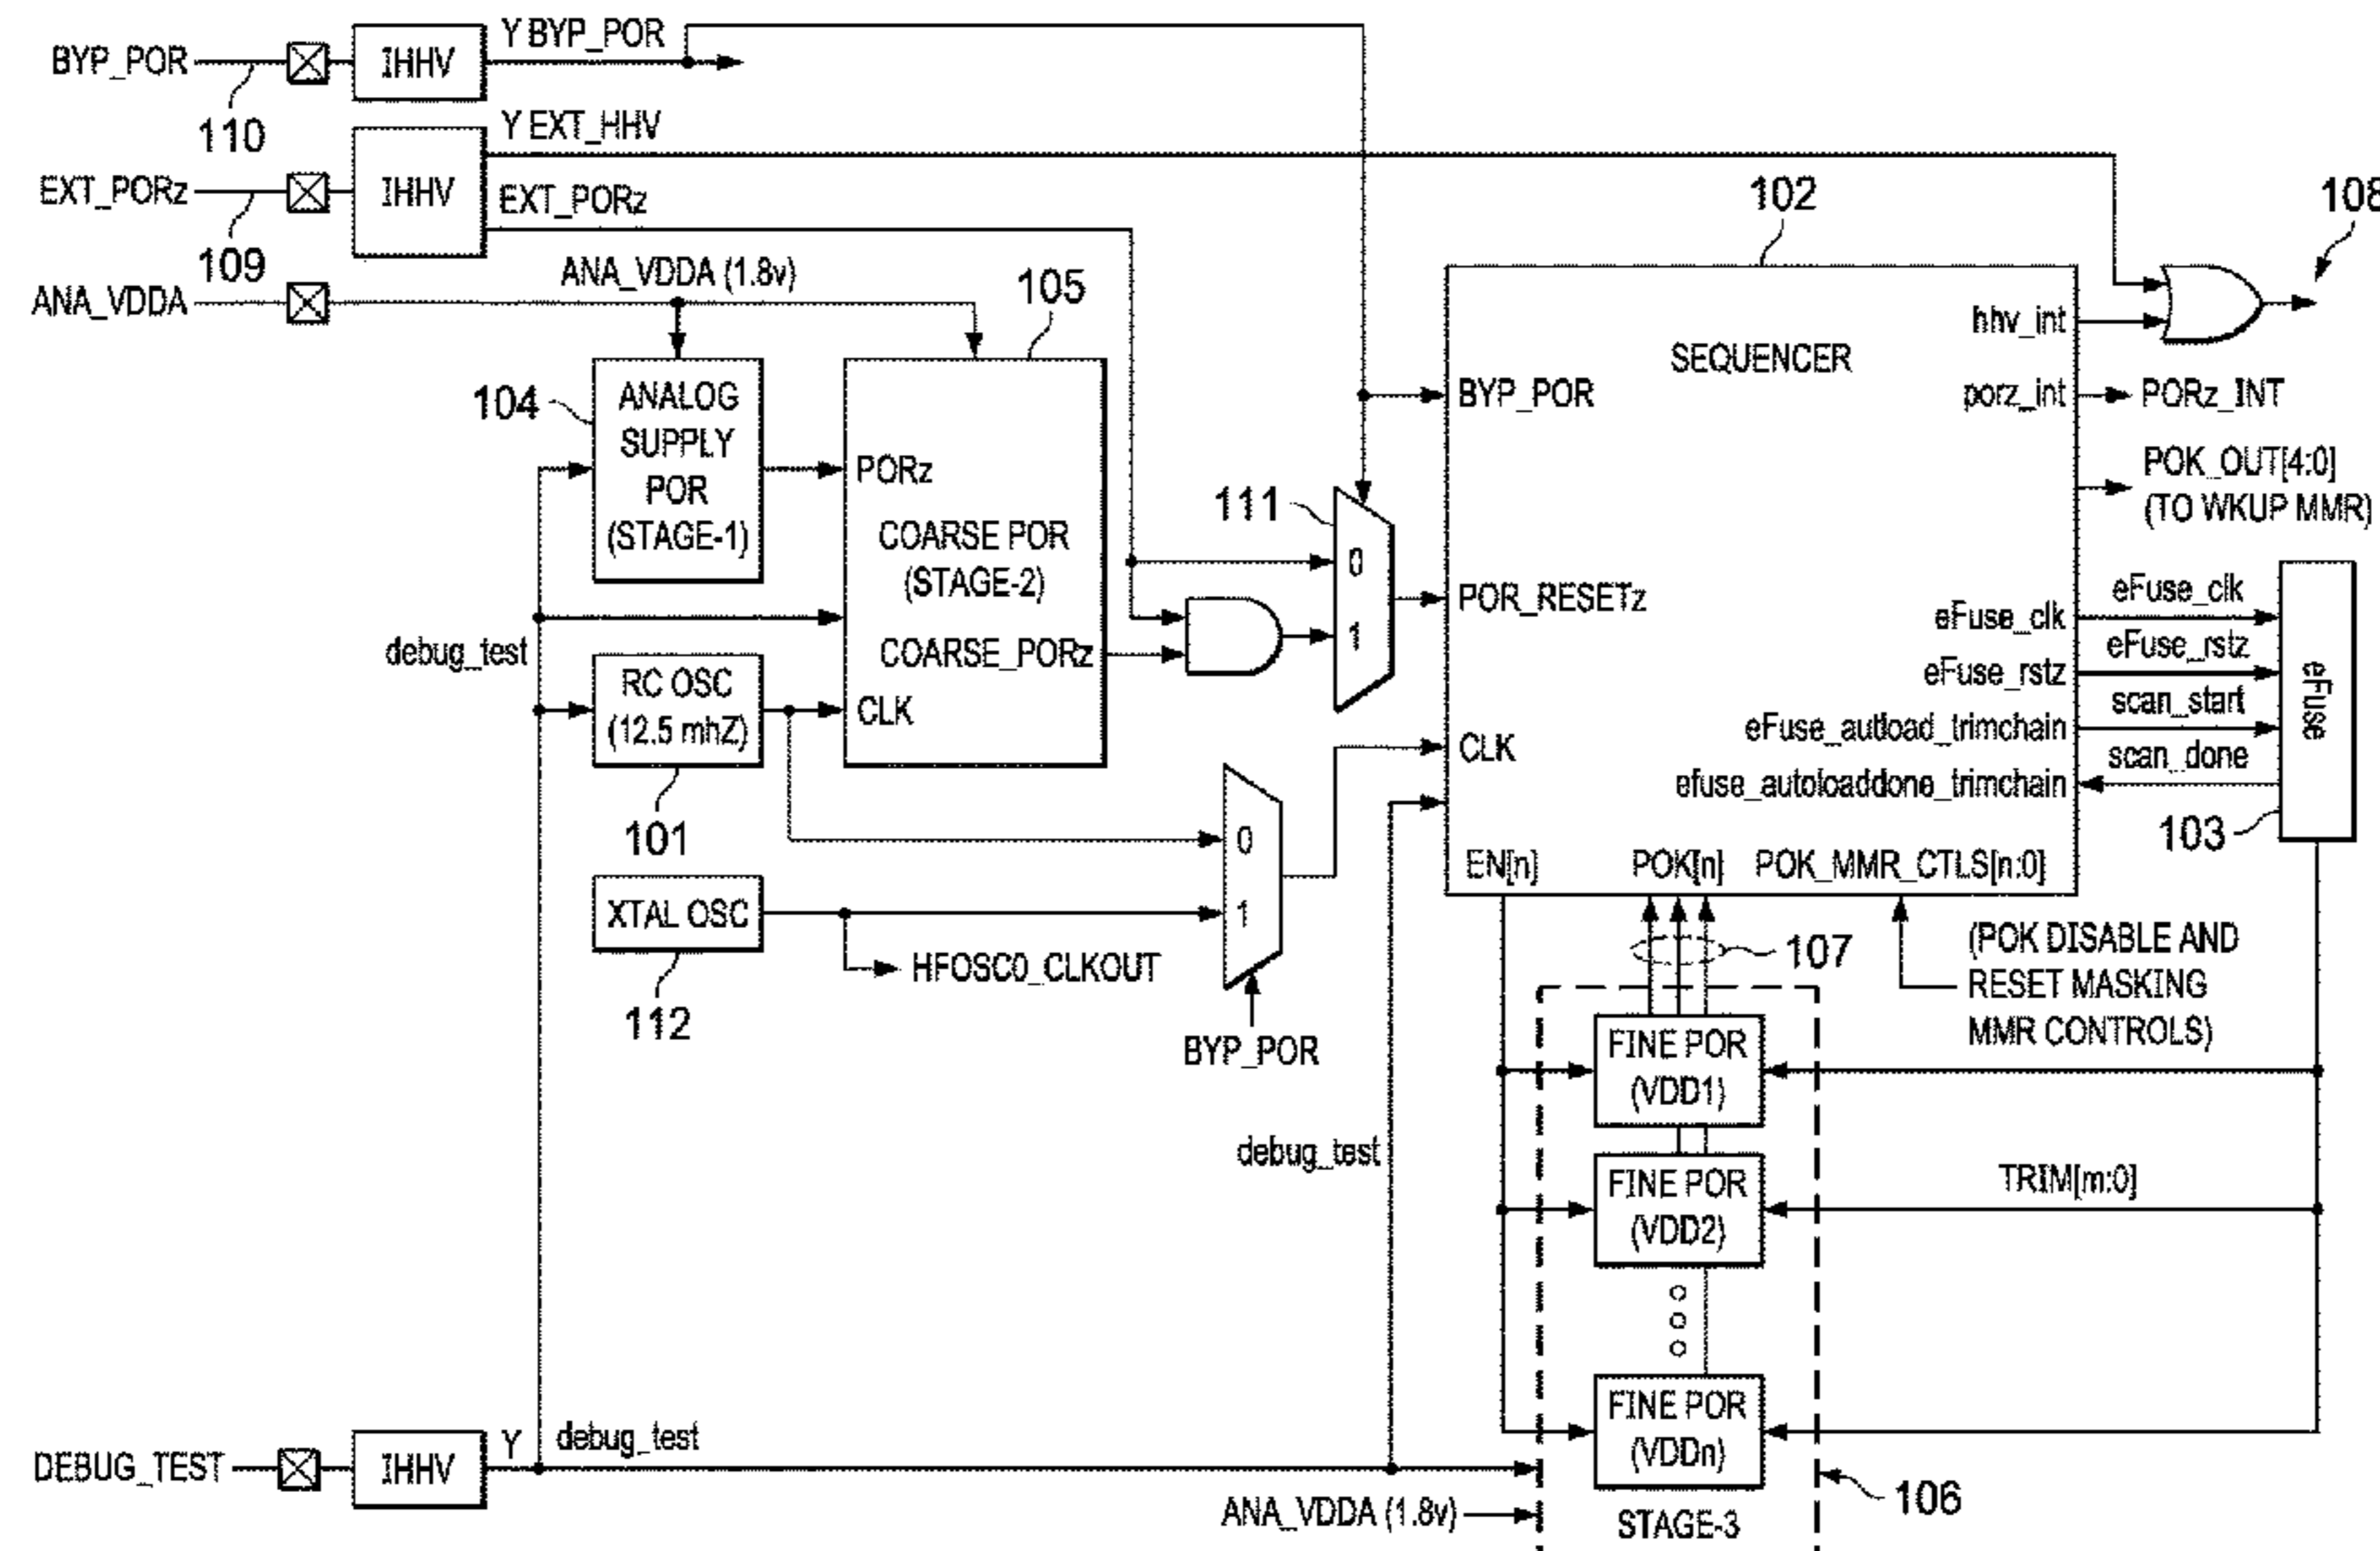 BYP_POR
110
IHHV
Y BYP_POR
EXT_PORz
109
IHHV
Y EXT_HHV
EXT_PORz
ANA_VDDA
ANA_VDDA (1.8v)
104
ANALOG
SUPPLY
POR
(STAGE-1)
105
PORz
COARSE POR
(STAGE-2)
COARSE_PORz
CLK
debug_test
RC OSC
(12.5 mhZ)
101
XTAL OSC
112
HFOSC0_CLKOUT
111
0
1
0
1
BYP_POR
102
SEQUENCER
BYP_POR
POR_RESETz
CLK
hhv_int
porz_int
eFuse_clk
eFuse_rstz
eFuse_autload_trimchain
efuse_autoloaddone_trimchain
EN[n]
POK[n]
POK_MMR_CTLS[n:0]
108
PORz_INT
POK_OUT[4:0]
(TO WKUP MMR)
eFuse_clk
eFuse_rstz
scan_start
scan_done
eFuse
103
107
(POK DISABLE AND
RESET MASKING
MMR CONTROLS)
FINE POR
(VDD1)
FINE POR
(VDD2)
TRIM[m:0]
FINE POR
(VDDn)
STAGE-3
106
debug_test
DEBUG_TEST
IHHV
Y
debug_test
ANA_VDDA (1.8v)